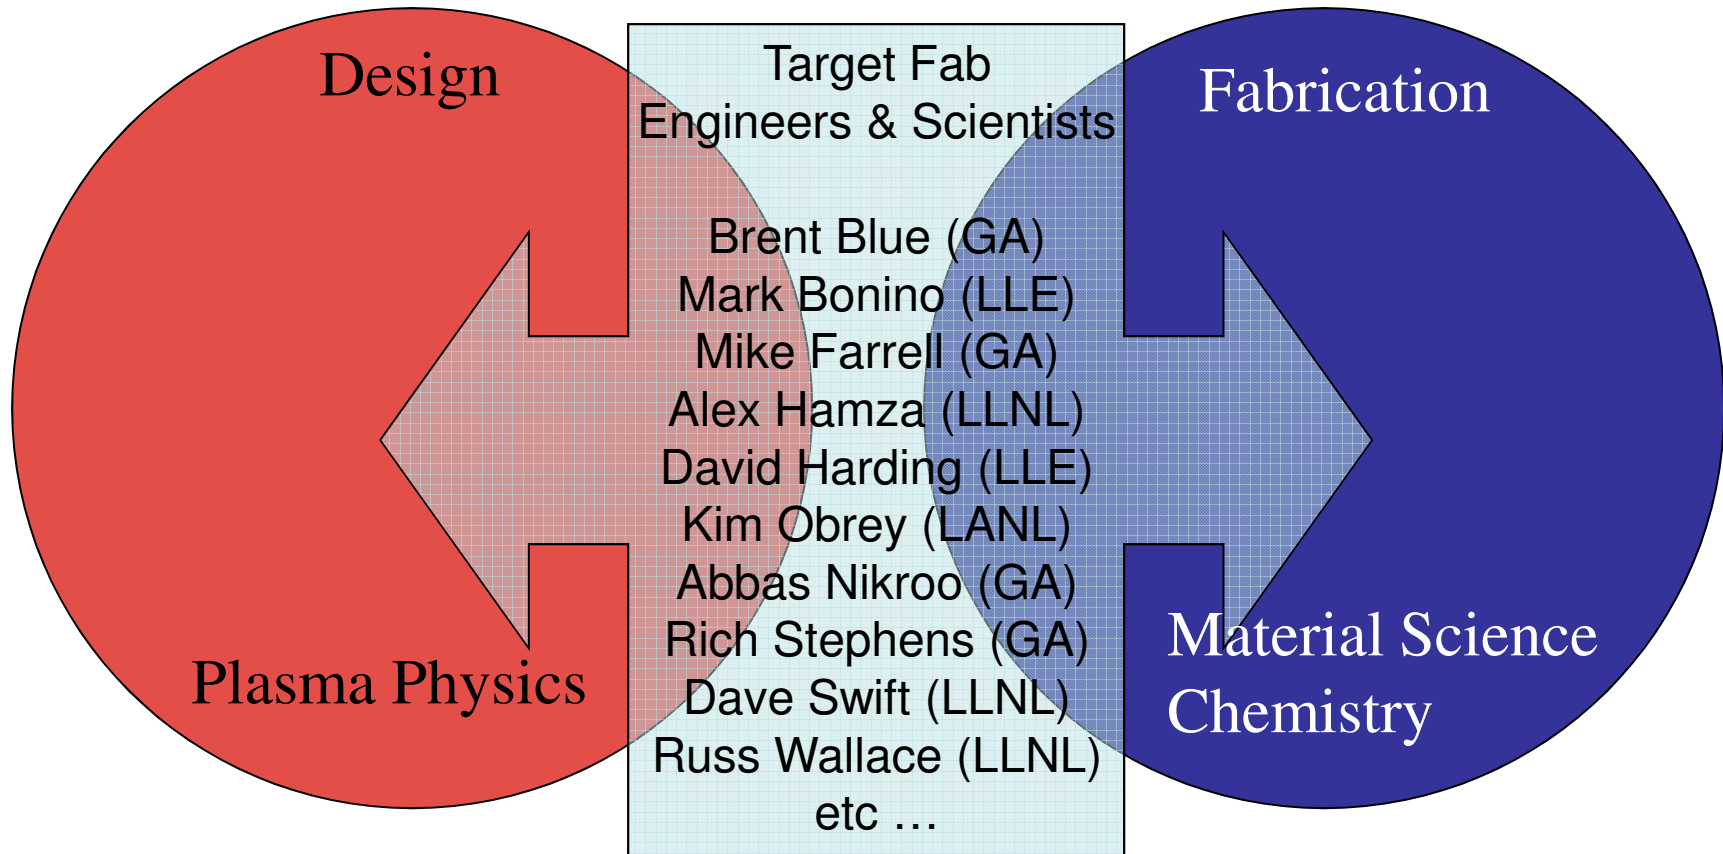 Design
Plasma Physics
Target Fab
Engineers & Scientists
Brent Blue (GA)
Mark Bonino (LLE)
Mike Farrell (GA)
Alex Hamza (LLNL)
David Harding (LLE)
Kim Obrey (LANL)
Abbas Nikroo (GA)
Rich Stephens (GA)
Dave Swift (LLNL)
Russ Wallace (LLNL)
etc …
Fabrication
Material Science
Chemistry